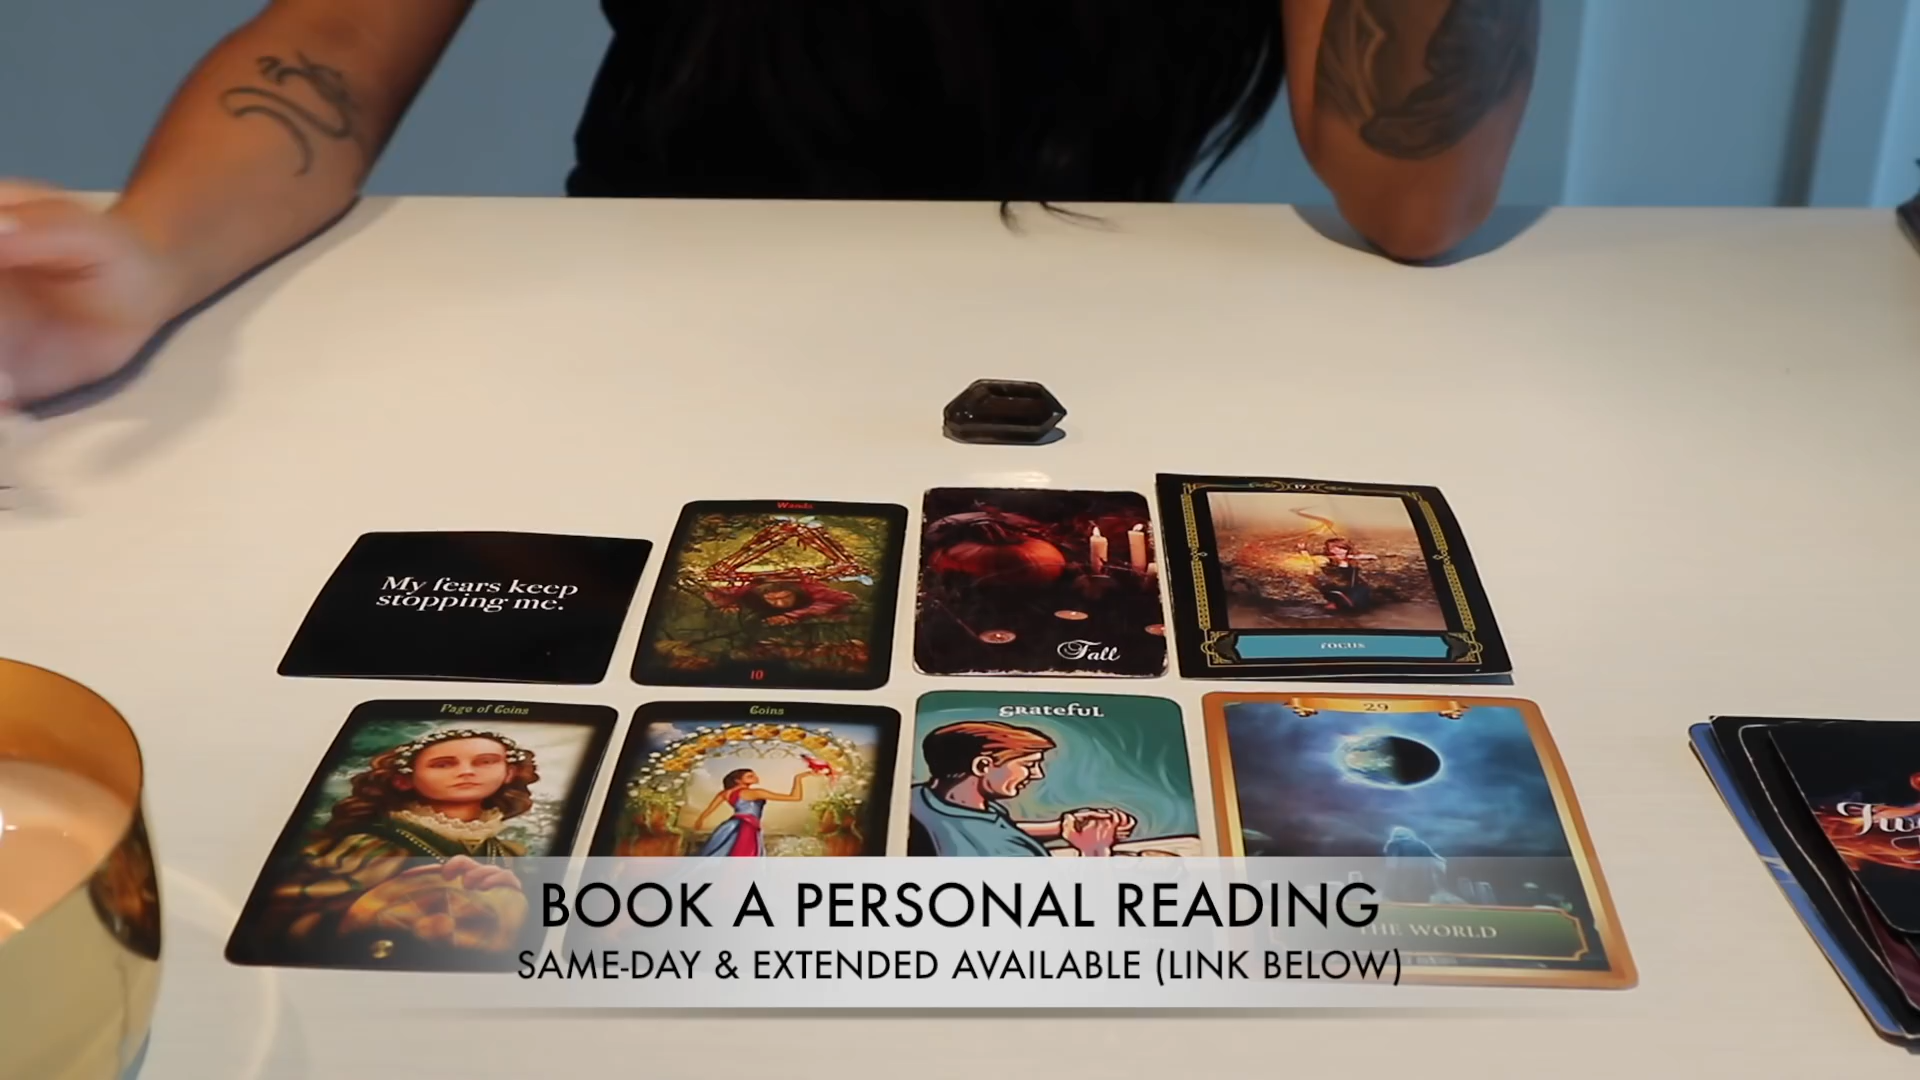 My fears keep
stopping me.
Wands
10
Fall
17
FOCUS
Page of Coins
Coins
GRATEFUL
29
THE WORLD
BOOK A PERSONAL READING
SAME-DAY & EXTENDED AVAILABLE (LINK BELOW)